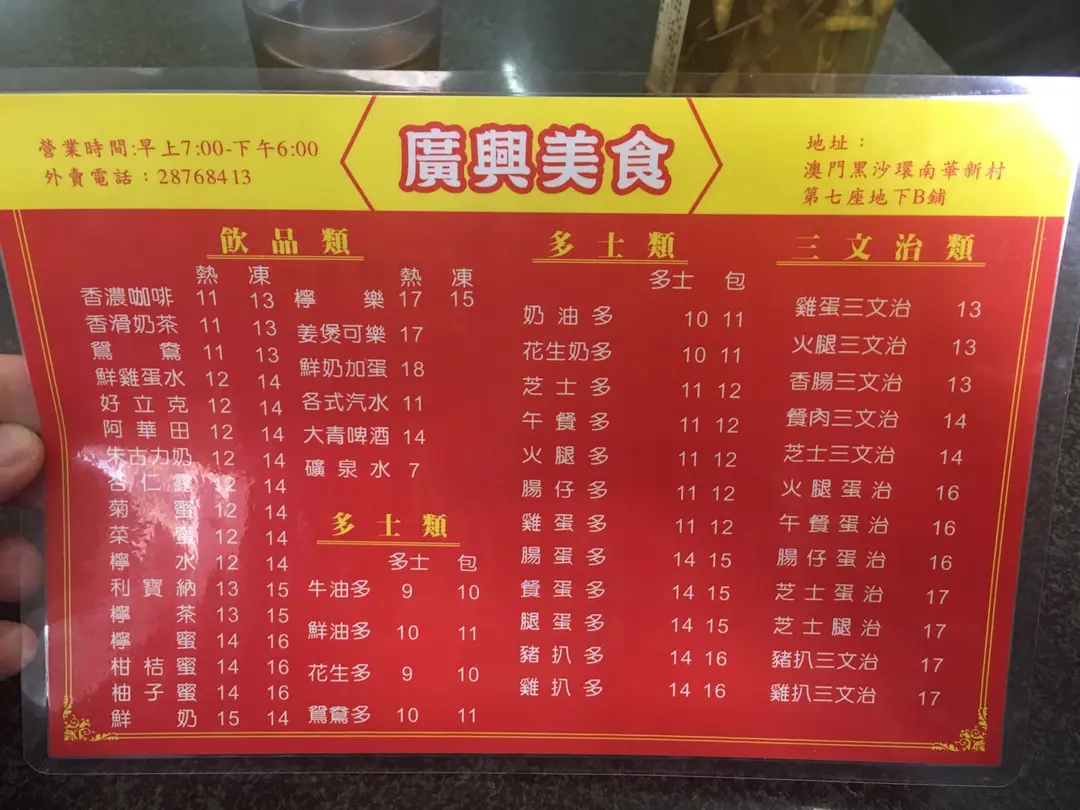 營業時間:早上7:00-下午6:00
外賣電話：28768413
廣興美食
地址：
澳門黑沙環南華新村
第七座地下B鋪
飲品類
熱 凍
香濃咖啡 11 13
香滑奶茶 11 13
鴛鴦 11 13
鮮雞蛋水 12 14
好立克 12 14
阿華田 12 14
朱古力奶 12 14
杏仁露 12 14
菊蜜 12 14
茶蜜 12 14
檸水 12 14
利寶納 13 15
檸茶 13 15
檸蜜 14 16
柑桔蜜 14 16
柚子蜜 14 16
鮮奶 15 14
熱 凍
檸樂 17 15
姜煲可樂 17
鮮奶加蛋 18
各式汽水 11
大青啤酒 14
礦泉水 7
多士類
多士 包
牛油多 9 10
鮮油多 10 11
花生多 9 10
鴛鴦多 10 11
多士類
多士 包
奶油多 10 11
花生奶多 10 11
芝士多 11 12
午餐多 11 12
火腿多 11 12
腸仔多 11 12
雞蛋多 11 12
腸蛋多 14 15
餐蛋多 14 15
腿蛋多 14 15
豬扒多 14 16
雞扒多 14 16
三文治類
雞蛋三文治 13
火腿三文治 13
香腸三文治 13
餐肉三文治 14
芝士三文治 14
火腿蛋治 16
午餐蛋治 16
腸仔蛋治 16
芝士蛋治 17
芝士腿治 17
豬扒三文治 17
雞扒三文治 17